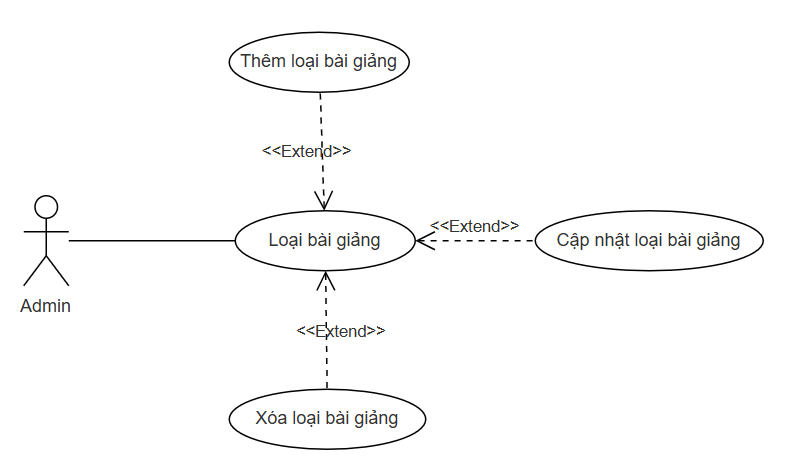 Thêm loại bài giảng
<<Extend>>
Loại bài giảng
<<Extend>>
Cập nhật loại bài giảng
Admin
<<Extend>>
Xóa loại bài giảng